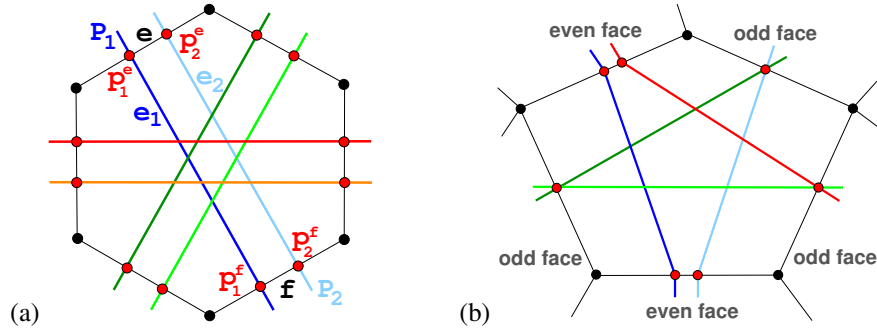 P₁
e
p₂ᵉ
p₁ᵉ
e₂
e₁
p₂ᶠ
p₁ᶠ
f
P₂
(a)
even face
odd face
odd face
odd face
even face
(b)